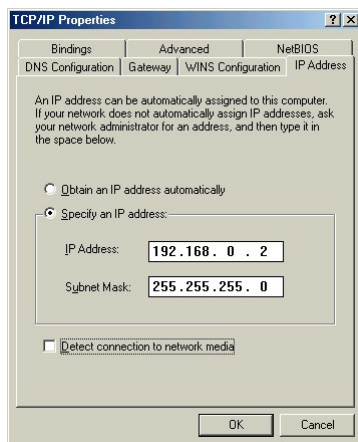 TCP/IP Properties
Bindings Advanced NetBIOS
DNS Configuration Gateway WINS Configuration IP Address
An IP address can be automatically assigned to this computer.
If your network does not automatically assign IP addresses, ask
your network administrator for an address, and then type it in
the space below.
Obtain an IP address automatically
Specify an IP address:
IP Address: 192.168. 0 . 2
Subnet Mask: 255.255.255. 0
Detect connection to network media
OK Cancel